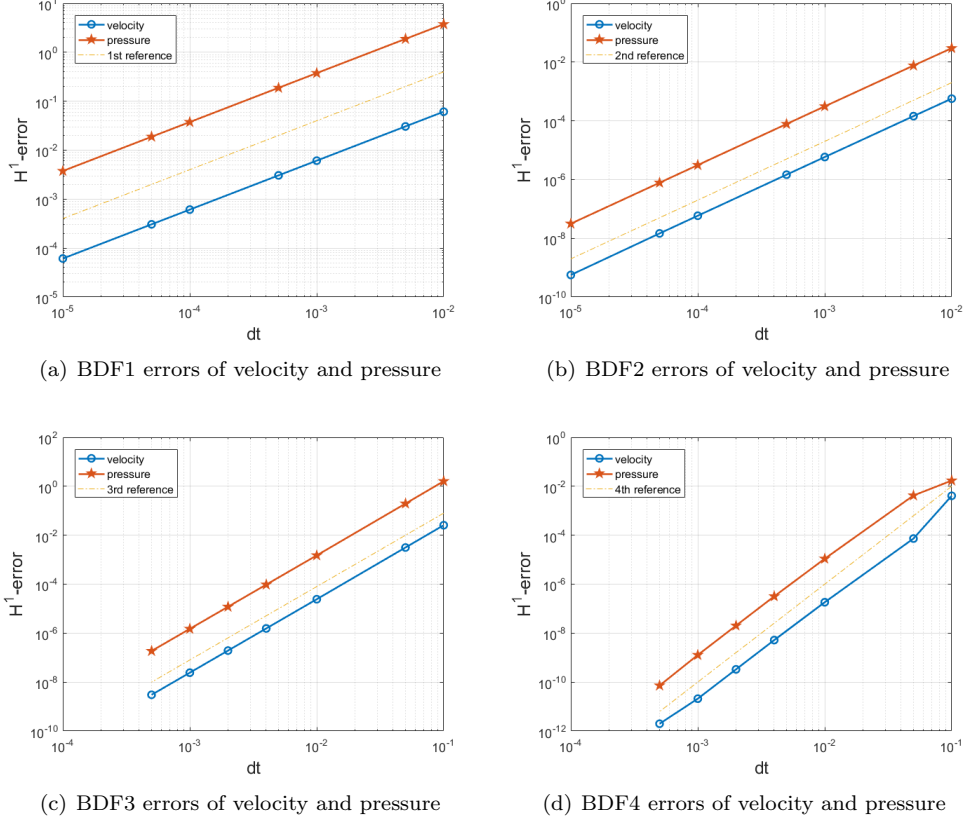 10^1
10^0
10^-1
10^-2
10^-3
10^-4
10^-5
H^1-error
velocity
pressure
1st reference
10^-5 10^-4 10^-3 10^-2
dt
(a) BDF1 errors of velocity and pressure
10^0
10^-2
10^-4
10^-6
10^-8
10^-10
H^1-error
velocity
pressure
2nd reference
10^-5 10^-4 10^-3 10^-2
dt
(b) BDF2 errors of velocity and pressure
10^2
10^0
10^-2
10^-4
10^-6
10^-8
10^-10
H^1-error
velocity
pressure
3rd reference
10^-4 10^-3 10^-2 10^-1
dt
(c) BDF3 errors of velocity and pressure
10^0
10^-2
10^-4
10^-6
10^-8
10^-10
10^-12
H^1-error
velocity
pressure
4th reference
10^-4 10^-3 10^-2 10^-1
dt
(d) BDF4 errors of velocity and pressure